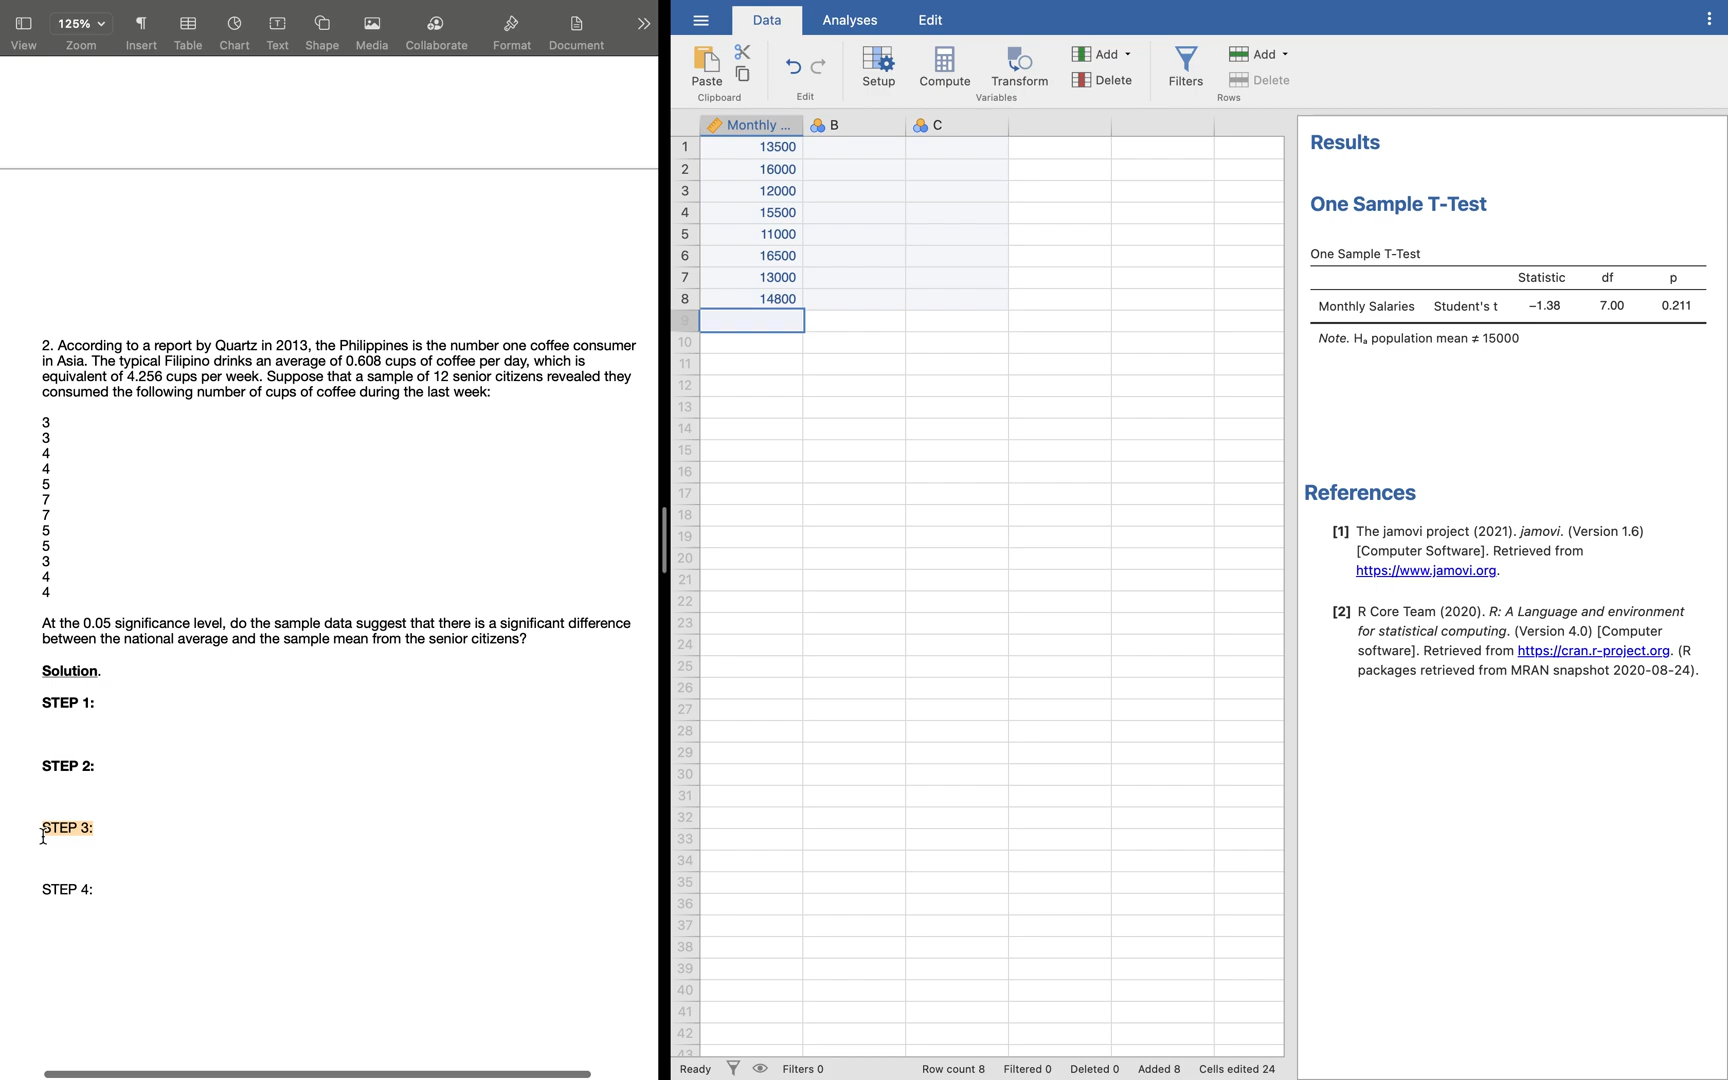 125%
View
Zoom
Insert
Table
Chart
Text
Shape
Media
Collaborate
Format
Document
2. According to a report by Quartz in 2013, the Philippines is the number one coffee consumer
in Asia. The typical Filipino drinks an average of 0.608 cups of coffee per day, which is
equivalent of 4.256 cups per week. Suppose that a sample of 12 senior citizens revealed they
consumed the following number of cups of coffee during the last week:
3
3
4
4
5
7
7
5
5
3
4
4
At the 0.05 significance level, do the sample data suggest that there is a significant difference
between the national average and the sample mean from the senior citizens?
Solution.
STEP 1:
STEP 2:
STEP 3:
STEP 4:
Data
Analyses
Edit
Paste
Clipboard
Edit
Setup
Compute
Transform
Add
Delete
Variables
Filters
Add
Delete
Rows
Monthly ... B C
1 13500
2 16000
3 12000
4 15500
5 11000
6 16500
7 13000
8 14800
9
10
11
12
13
14
15
16
17
18
19
20
21
22
23
24
25
26
27
28
29
30
31
32
33
34
35
36
37
38
39
40
41
42
43
Ready Filters 0 Row count 8 Filtered 0 Deleted 0 Added 8 Cells edited 24
Results
One Sample T-Test
One Sample T-Test
Statistic df p
Monthly Salaries Student's t −1.38 7.00 0.211
Note. Hₐ population mean ≠ 15000
References
[1] The jamovi project (2021). jamovi. (Version 1.6)
[Computer Software]. Retrieved from
https://www.jamovi.org.
[2] R Core Team (2020). R: A Language and environment
for statistical computing. (Version 4.0) [Computer
software]. Retrieved from https://cran.r-project.org. (R
packages retrieved from MRAN snapshot 2020-08-24).